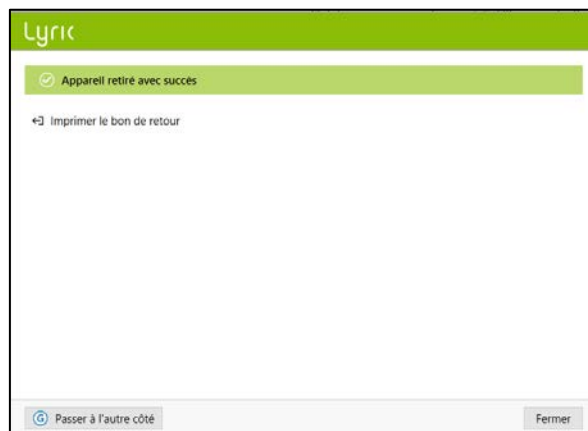 Lyric
Appareil retiré avec succès
Imprimer le bon de retour
G Passer à l'autre côté
Fermer